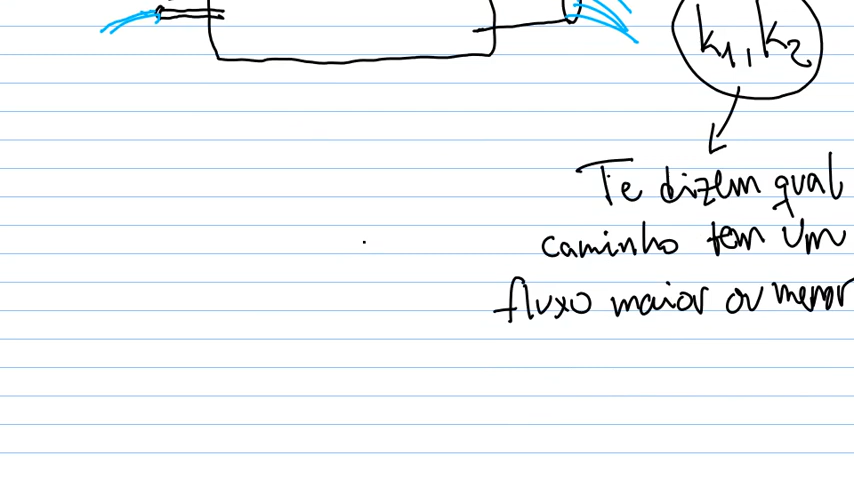 k1, k2
Te dizem qual
caminho tem um
fluxo maior ou menor